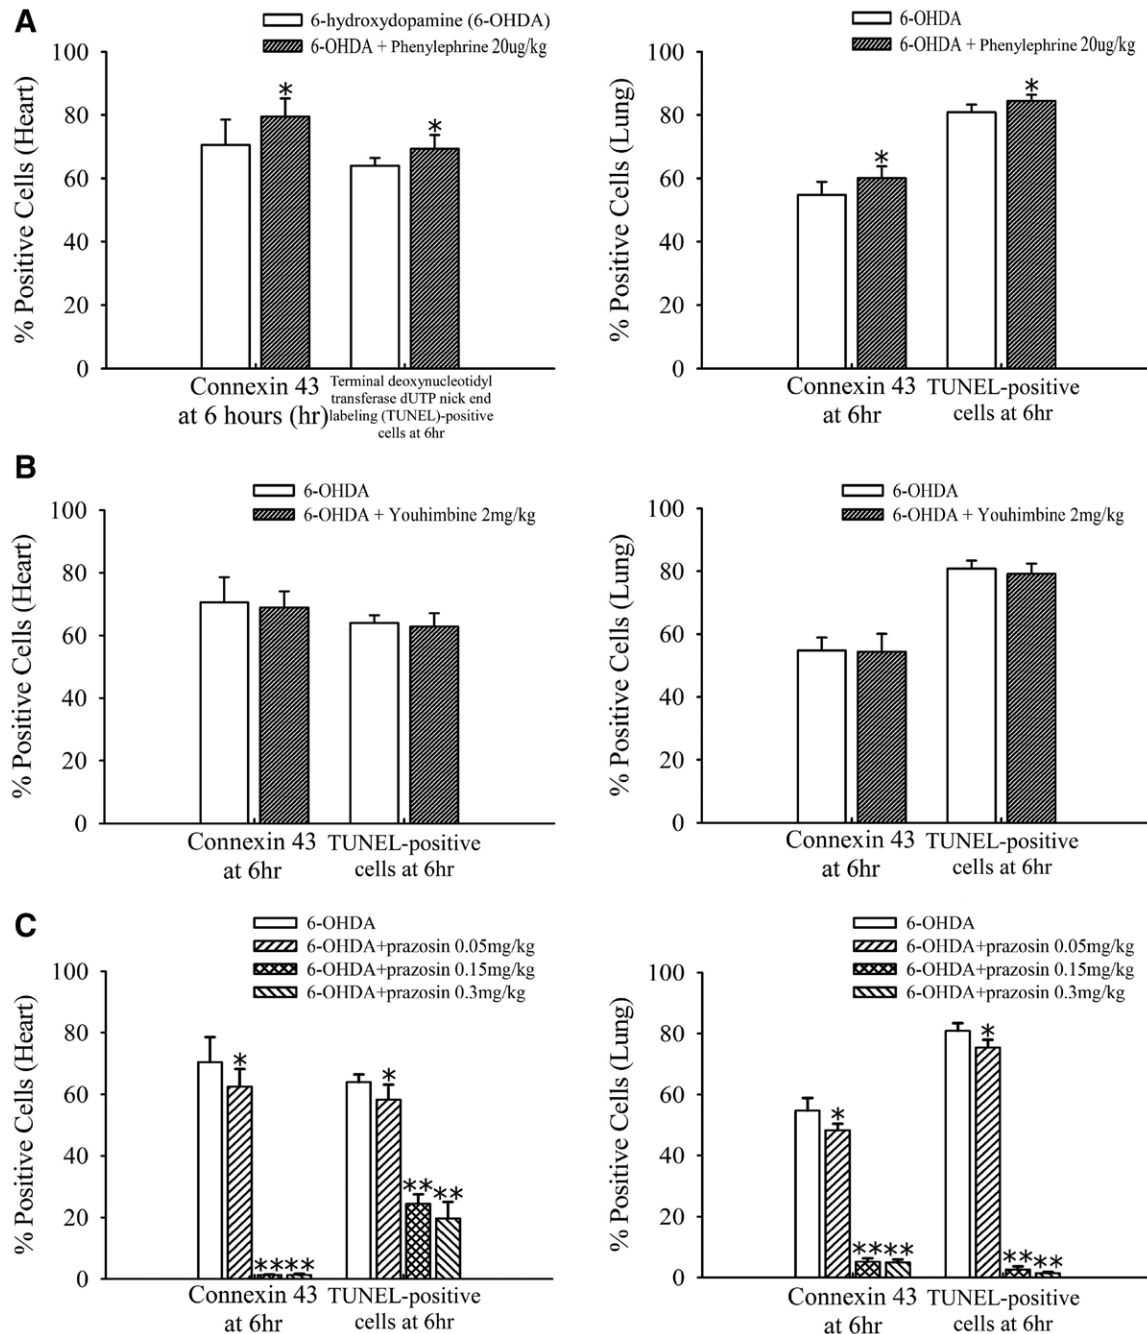 A
6-hydroxydopamine (6-OHDA)
6-OHDA + Phenylephrine 20ug/kg
% Positive Cells (Heart)
100
80
60
40
20
0
*
*
Connexin 43
at 6 hours (hr)
Terminal deoxynucleotidyl
transferase dUTP nick end
labeling (TUNEL)-positive
cells at 6hr
6-OHDA
6-OHDA + Phenylephrine 20ug/kg
% Positive Cells (Lung)
100
80
60
40
20
0
*
*
Connexin 43
at 6hr
TUNEL-positive
cells at 6hr
B
6-OHDA
6-OHDA + Youhimbine 2mg/kg
% Positive Cells (Heart)
100
80
60
40
20
0
Connexin 43
at 6hr
TUNEL-positive
cells at 6hr
6-OHDA
6-OHDA + Youhimbine 2mg/kg
% Positive Cells (Lung)
100
80
60
40
20
0
Connexin 43
at 6hr
TUNEL-positive
cells at 6hr
C
6-OHDA
6-OHDA+prazosin 0.05mg/kg
6-OHDA+prazosin 0.15mg/kg
6-OHDA+prazosin 0.3mg/kg
% Positive Cells (Heart)
100
80
60
40
20
0
*
**
**
*
**
**
Connexin 43
at 6hr
TUNEL-positive
cells at 6hr
6-OHDA
6-OHDA+prazosin 0.05mg/kg
6-OHDA+prazosin 0.15mg/kg
6-OHDA+prazosin 0.3mg/kg
% Positive Cells (Lung)
100
80
60
40
20
0
*
**
**
*
**
**
Connexin 43
at 6hr
TUNEL-positive
cells at 6hr